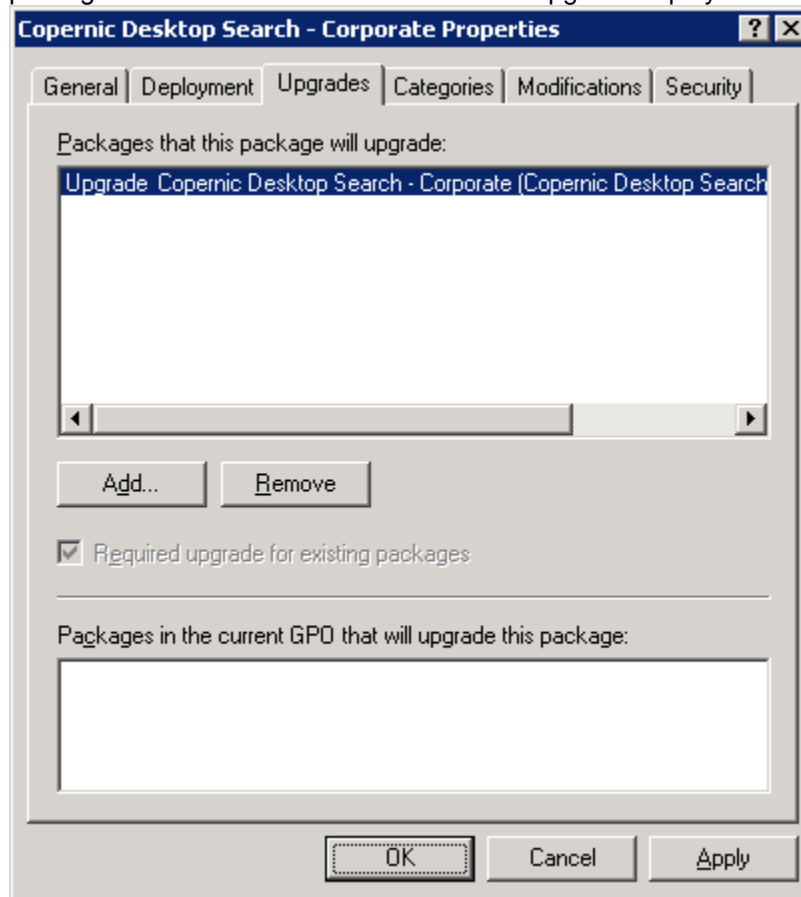 Copernic Desktop Search - Corporate Properties
General Deployment Upgrades Categories Modifications Security
Packages that this package will upgrade:
Upgrade Copernic Desktop Search - Corporate (Copernic Desktop Search
Add... Remove
Required upgrade for existing packages
Packages in the current GPO that will upgrade this package:
OK Cancel Apply